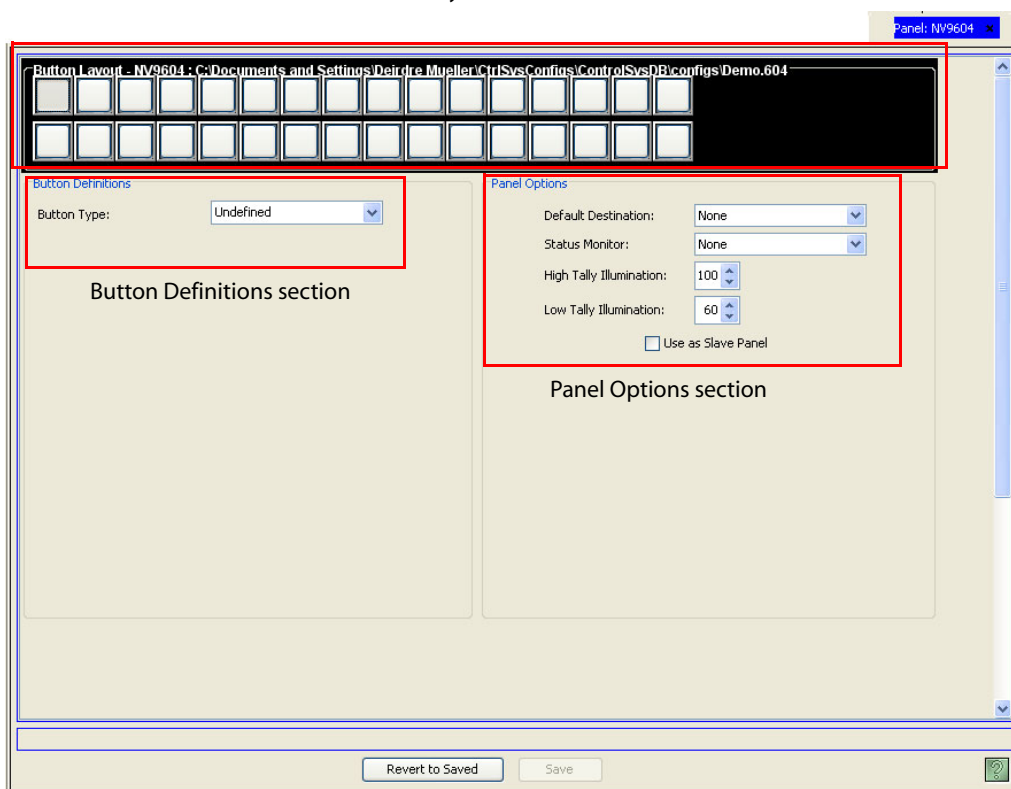 Panel: NV9604
Button Layout - NV9604 : C:\Documents and Settings\Deirdre Mueller\CtrlSysConfigs\ControlSysDB\configs\Demo.604
Button Definitions
Button Type:
Undefined
Button Definitions section
Panel Options
Default Destination:
None
Status Monitor:
None
High Tally Illumination:
100
Low Tally Illumination:
60
Use as Slave Panel
Panel Options section
Revert to Saved
Save
?